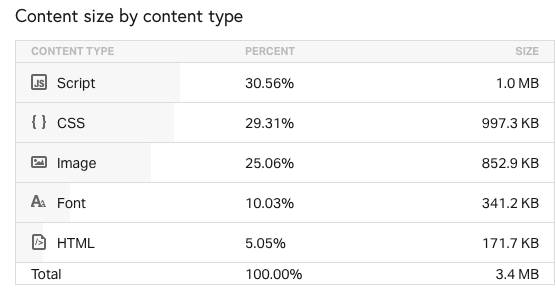 Content size by content type
CONTENT TYPE PERCENT SIZE
JS Script 30.56% 1.0 MB
{ } CSS 29.31% 997.3 KB
Image 25.06% 852.9 KB
AA Font 10.03% 341.2 KB
</> HTML 5.05% 171.7 KB
Total 100.00% 3.4 MB